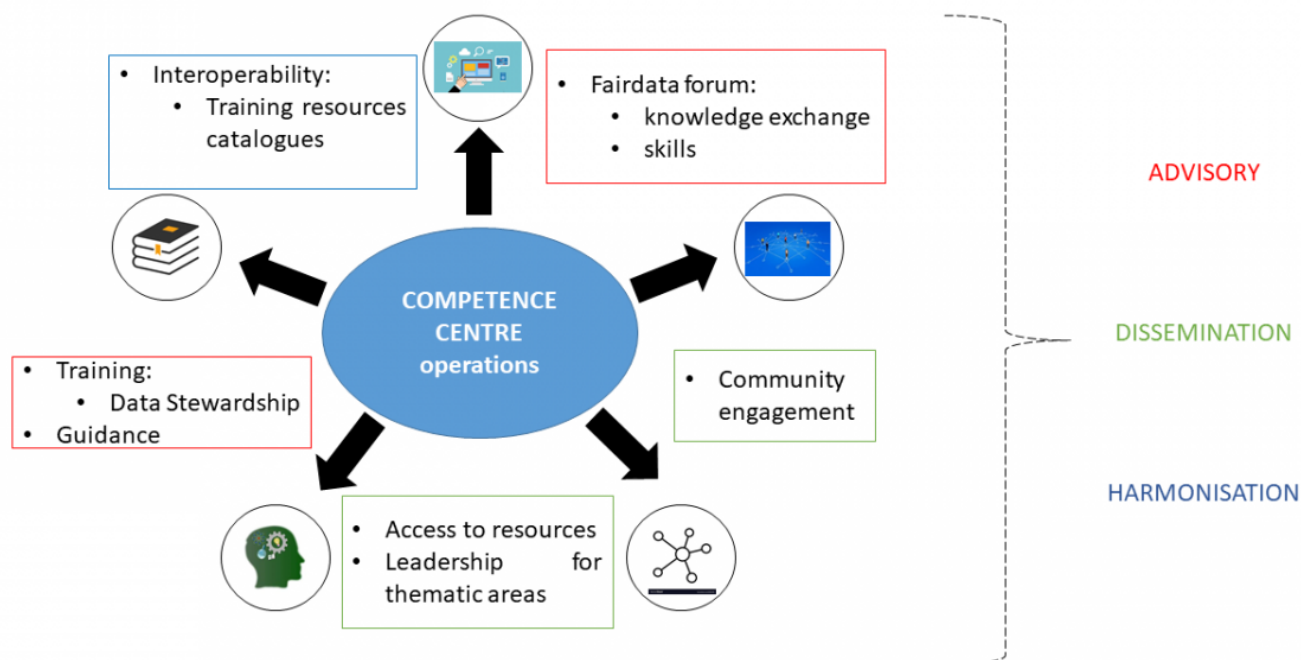 • Interoperability:
• Training resources
catalogues
• Fairdata forum:
• knowledge exchange
• skills
ADVISORY
COMPETENCE
CENTRE
operations
DISSEMINATION
• Training:
• Data Stewardship
• Guidance
• Community
engagement
HARMONISATION
• Access to resources
• Leadership for
thematic areas